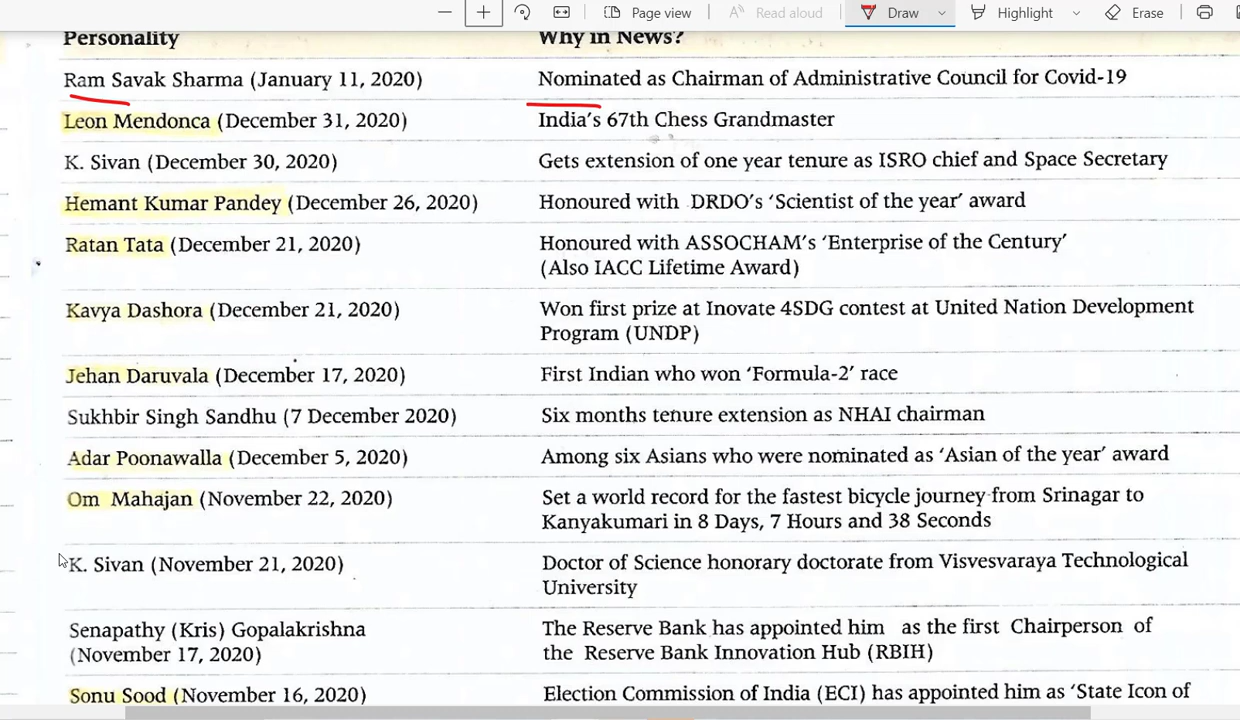 Page view
Read aloud
Draw
Highlight
Erase
Personality Why in News?
Ram Savak Sharma (January 11, 2020) Nominated as Chairman of Administrative Council for Covid-19
Leon Mendonca (December 31, 2020) India's 67th Chess Grandmaster
K. Sivan (December 30, 2020) Gets extension of one year tenure as ISRO chief and Space Secretary
Hemant Kumar Pandey (December 26, 2020) Honoured with DRDO's 'Scientist of the year' award
Ratan Tata (December 21, 2020) Honoured with ASSOCHAM's 'Enterprise of the Century'
(Also IACC Lifetime Award)
Kavya Dashora (December 21, 2020) Won first prize at Inovate 4SDG contest at United Nation Development
Program (UNDP)
Jehan Daruvala (December 17, 2020) First Indian who won 'Formula-2' race
Sukhbir Singh Sandhu (7 December 2020) Six months tenure extension as NHAI chairman
Adar Poonawalla (December 5, 2020) Among six Asians who were nominated as 'Asian of the year' award
Om Mahajan (November 22, 2020) Set a world record for the fastest bicycle journey from Srinagar to
Kanyakumari in 8 Days, 7 Hours and 38 Seconds
K. Sivan (November 21, 2020) Doctor of Science honorary doctorate from Visvesvaraya Technological
University
Senapathy (Kris) Gopalakrishna The Reserve Bank has appointed him as the first Chairperson of
(November 17, 2020) the Reserve Bank Innovation Hub (RBIH)
Sonu Sood (November 16, 2020) Election Commission of India (ECI) has appointed him as 'State Icon of